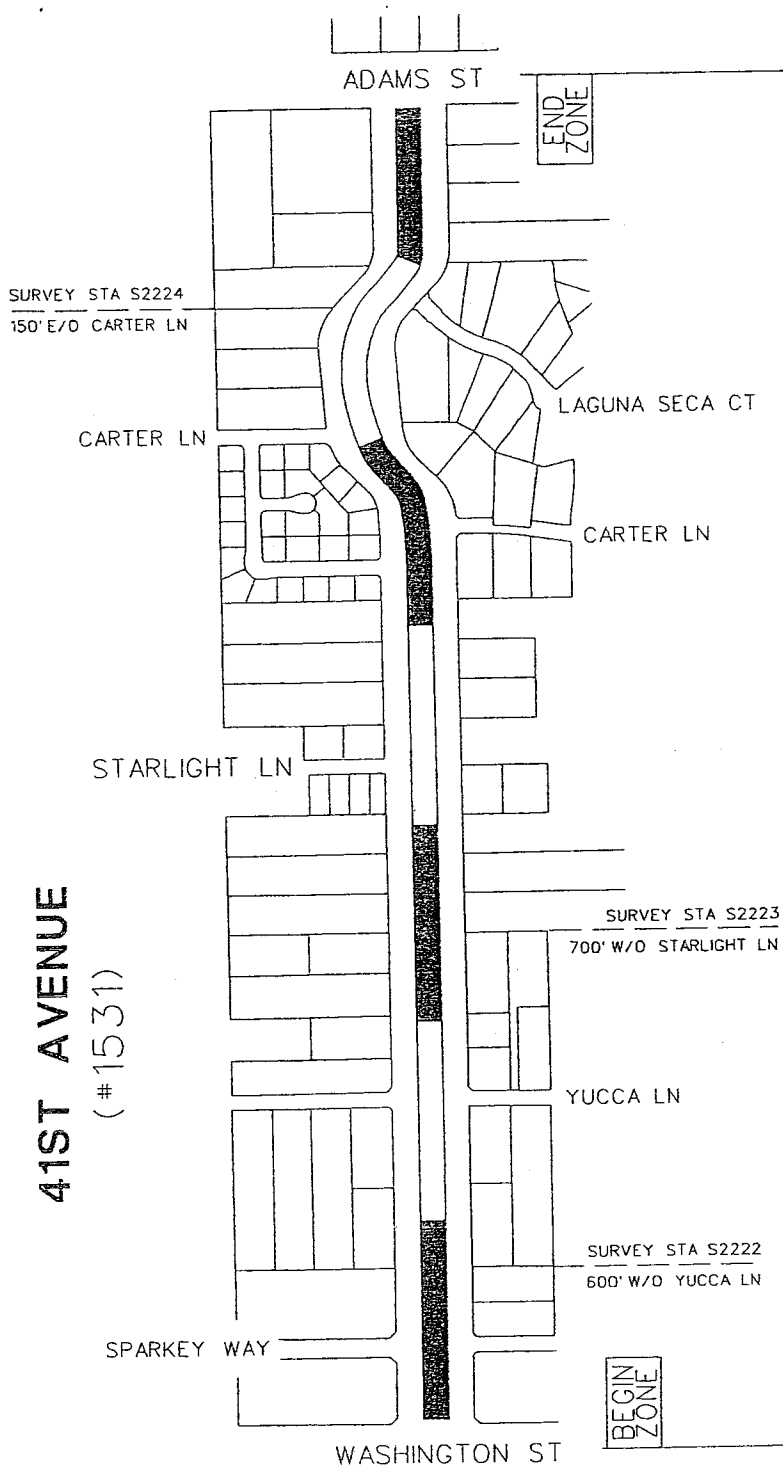 ADAMS ST
END
ZONE
SURVEY STA S2224
150' E/O CARTER LN
LAGUNA SECA CT
CARTER LN
CARTER LN
STARLIGHT LN
41ST AVENUE
(#1531)
SURVEY STA S2223
700' W/O STARLIGHT LN
YUCCA LN
SURVEY STA S2222
600' W/O YUCCA LN
SPARKEY WAY
BEGIN
ZONE
WASHINGTON ST